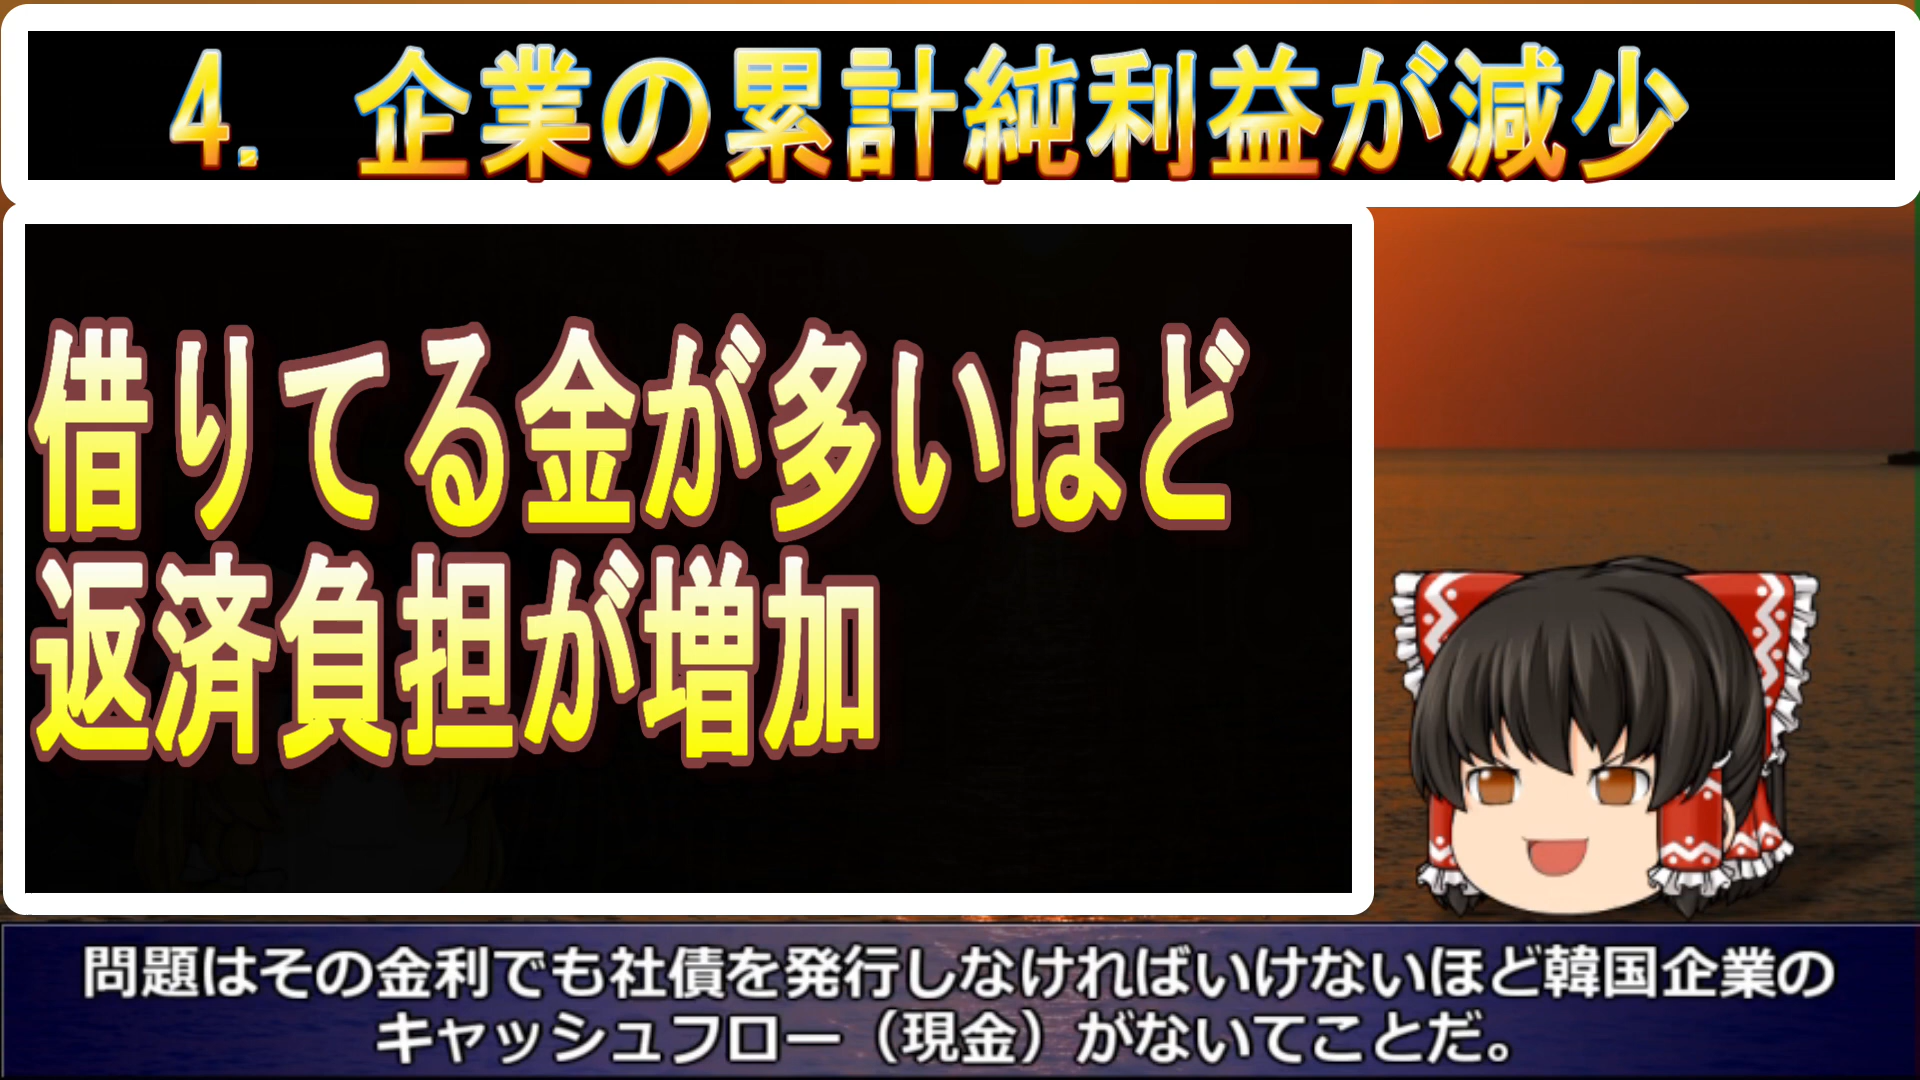 4. 企業の累計純利益が減少
借りてる金が多いほど
返済負担が増加
問題はその金利でも社債を発行しなければいけないほど韓国企業の
キャッシュフロー（現金）がないてことだ。